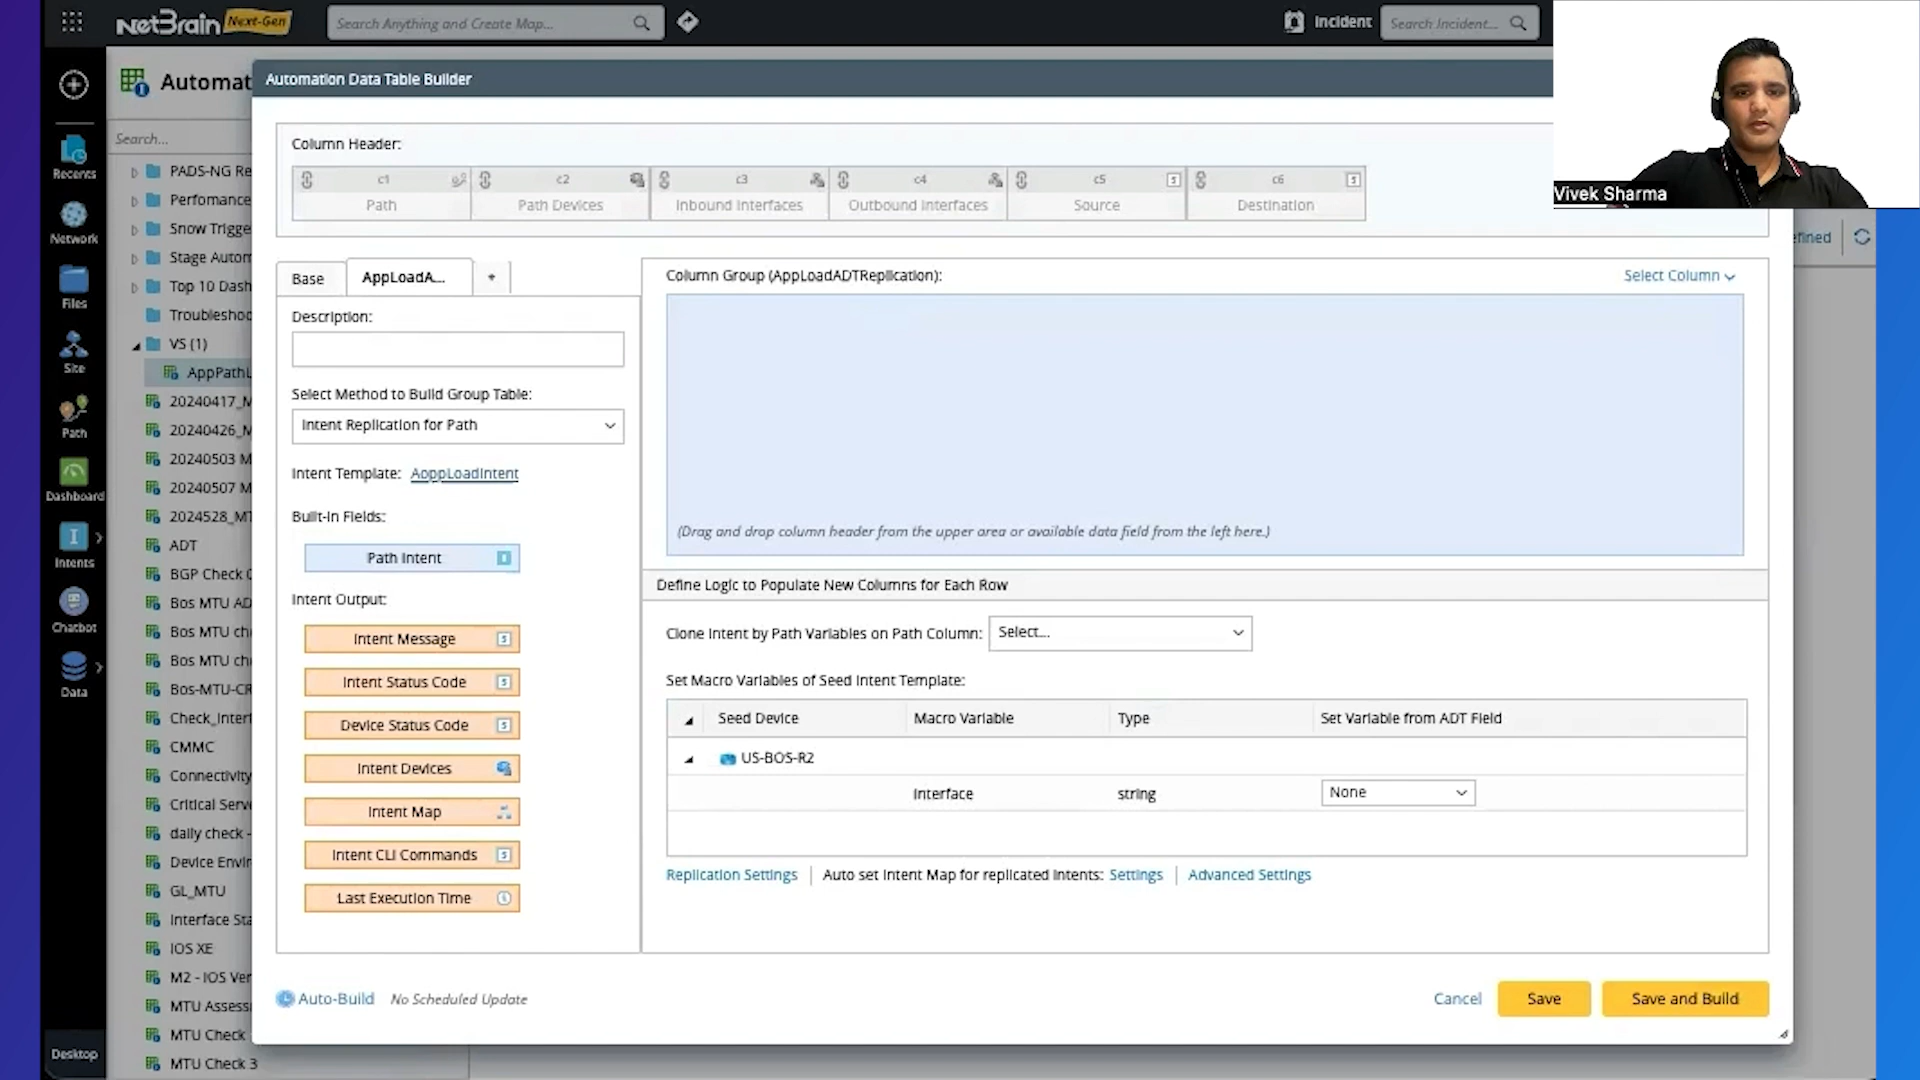 NetBrain Next-Gen
Search Anything and Create Map...
Incident
Search Incident...
Vivek Sharma
Automat
Search...
Recents
Network
Files
Site
Path
Dashboard
Intents
Chatbot
Data
Desktop
PADS-NG Re
Perfomance
Snow Trigge
Stage Autom
Top 10 Dash
Troubleshoo
VS (1)
AppPathL
20240417_M
20240426_M
20240503 M
20240507 M
2024528_MT
ADT
BGP Check C
Bos MTU AD
Bos MTU ch
Bos MTU ch
Bos-MTU-CR
Check_Interf
CMMC
Connectivity
Critical Serve
daily check -
Device Envir
GL_MTU
Interface Sta
IOS XE
M2 - IOS Ver
MTU Assess
MTU Check
MTU Check 3
Automation Data Table Builder
Column Header:
c1
Path
c2
Path Devices
c3
Inbound Interfaces
c4
Outbound Interfaces
c5
Source
c6
Destination
efined
Base
AppLoadA...
+
Description:
Select Method to Build Group Table:
Intent Replication for Path
Intent Template: AoppLoadIntent
Built-in Fields:
Path Intent
Intent Output:
Intent Message
Intent Status Code
Device Status Code
Intent Devices
Intent Map
Intent CLI Commands
Last Execution Time
Column Group (AppLoadADTReplication):
Select Column
(Drag and drop column header from the upper area or available data field from the left here.)
Define Logic to Populate New Columns for Each Row
Clone Intent by Path Variables on Path Column: Select...
Set Macro Variables of Seed Intent Template:
Seed Device Macro Variable Type Set Variable from ADT Field
US-BOS-R2
interface string None
Replication Settings | Auto set Intent Map for replicated Intents: Settings | Advanced Settings
Auto-Build No Scheduled Update
Cancel
Save
Save and Build